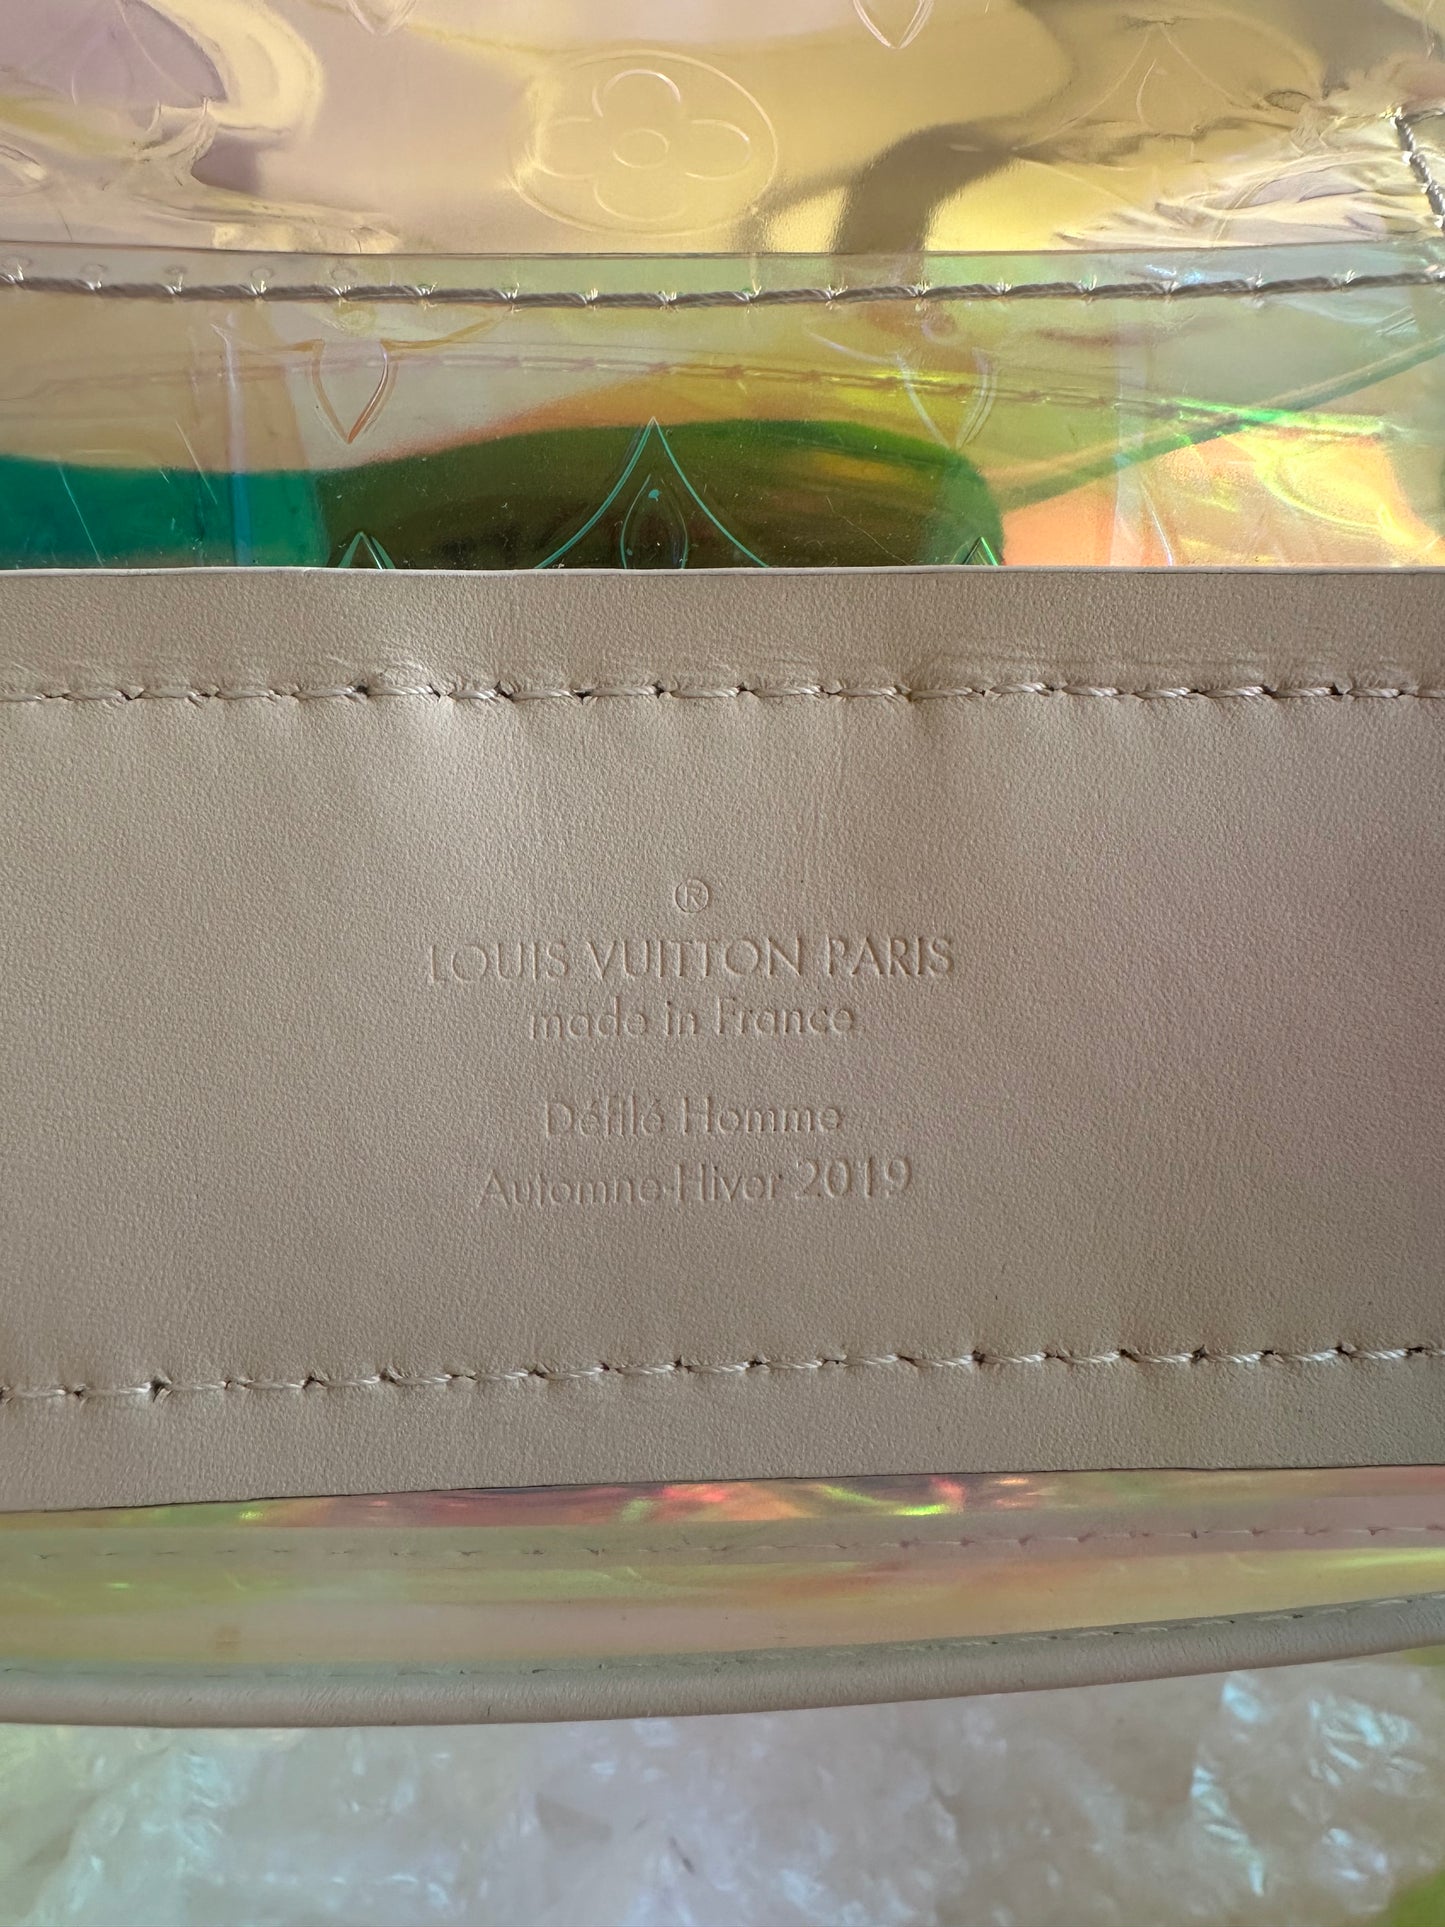 ®
LOUIS VUITTON PARIS
made in France
Défilé Homme
Automne-Hiver 2019